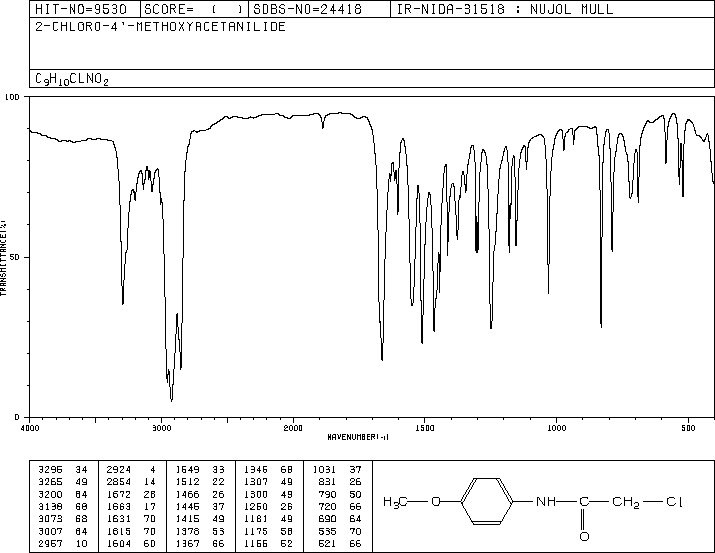 HIT-NO=9530 SCORE= ( ) SDBS-NO=24418 IR-NIDA-31518 : NUJOL MULL
2-CHLORO-4'-METHOXYACETANILIDE
C9H10CLNO2
100
50
0
TRANSMITTANCE(%)
4000 3000 2000 1500 1000 500
WAVENUMBER(-1)
3295 34 2924 4 1549 33 1345 68 1031 37
3265 49 2854 14 1512 22 1307 49 831 26
3200 64 1672 28 1466 26 1300 49 790 50
3138 68 1663 17 1445 37 1250 26 720 66
3073 68 1631 70 1415 49 1181 49 690 64
3007 64 1615 70 1378 53 1175 58 535 70
2957 10 1604 60 1367 66 1155 52 521 66
H3C O NH C CH2 Cl
O